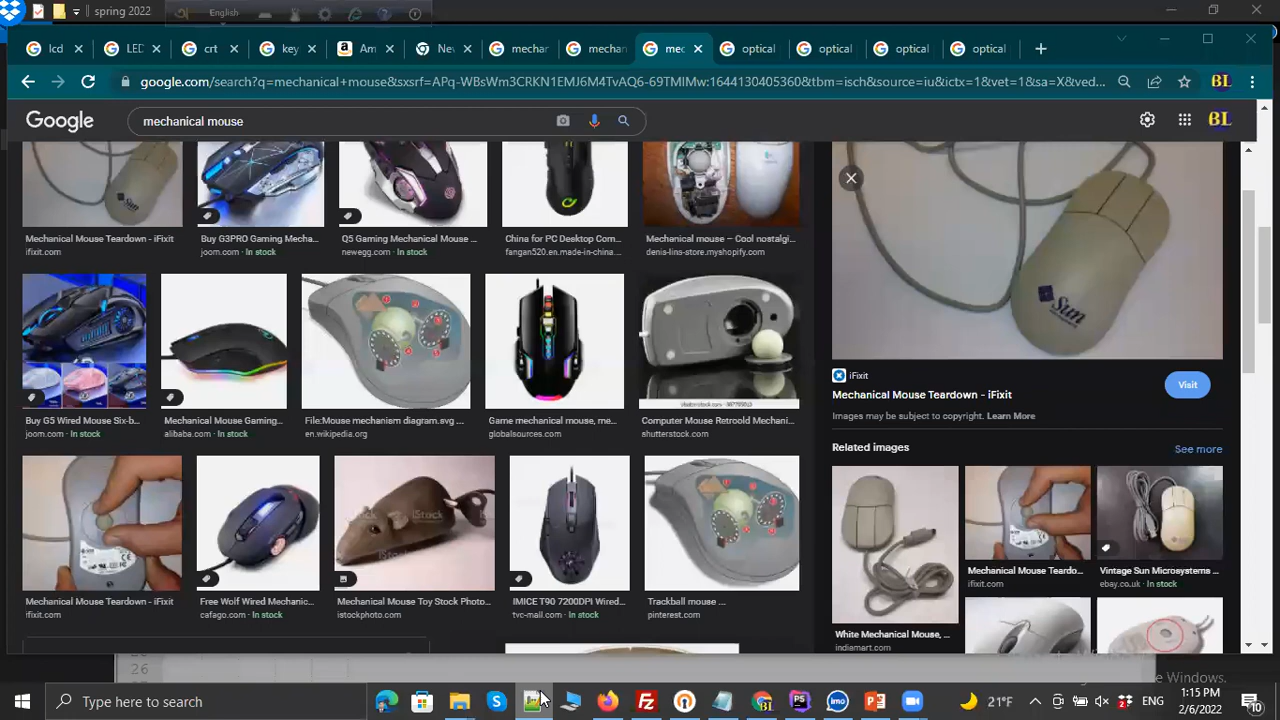 spring 2022
English
lcd
LED
crt
key
Am
Nev
mechar
mechan
mec
optical
optical
optical
optical
google.com/search?q=mechanical+mouse&sxsrf=APq-WBsWm3CRKN1EMJ6M4TvAQ6-69TMIMw:1644130405360&tbm=isch&source=iu&ictx=1&vet=1&sa=X&ved...
BL
Google
mechanical mouse
BL
Sun
Mechanical Mouse Teardown - iFixit
ifixit.com
Buy G3PRO Gaming Mecha...
joom.com · In stock
Q5 Gaming Mechanical Mouse ...
newegg.com · In stock
China for PC Desktop Com...
fangan520.en.made-in-china...
Mechanical mouse – Cool nostalgi...
denis-lins-store.myshopify.com
Sun
iFixit
Mechanical Mouse Teardown - iFixit
Visit
Images may be subject to copyright. Learn More
Buy G5 Wired Mouse Six-b...
joom.com · In stock
Mechanical Mouse Gaming...
alibaba.com · In stock
File:Mouse mechanism diagram.svg ...
en.wikipedia.org
Game mechanical mouse, me...
globalsources.com
Computer Mouse Retroold Mechani...
shutterstock.com
Related images
See more
iStock
iStock
Mechanical Mouse Teardown - iFixit
ifixit.com
Free Wolf Wired Mechanic...
cafago.com · In stock
Mechanical Mouse Toy Stock Photo...
istockphoto.com
IMICE T90 7200DPI Wired...
tvc-mall.com · In stock
Trackball mouse ...
pinterest.com
Mechanical Mouse Teardo...
ifixit.com
Vintage Sun Microsystems ...
ebay.co.uk · In stock
White Mechanical Mouse, ...
indiamart.com
26
Windows.
Type here to search
21°F
ENG
1:15 PM
2/6/2022
10